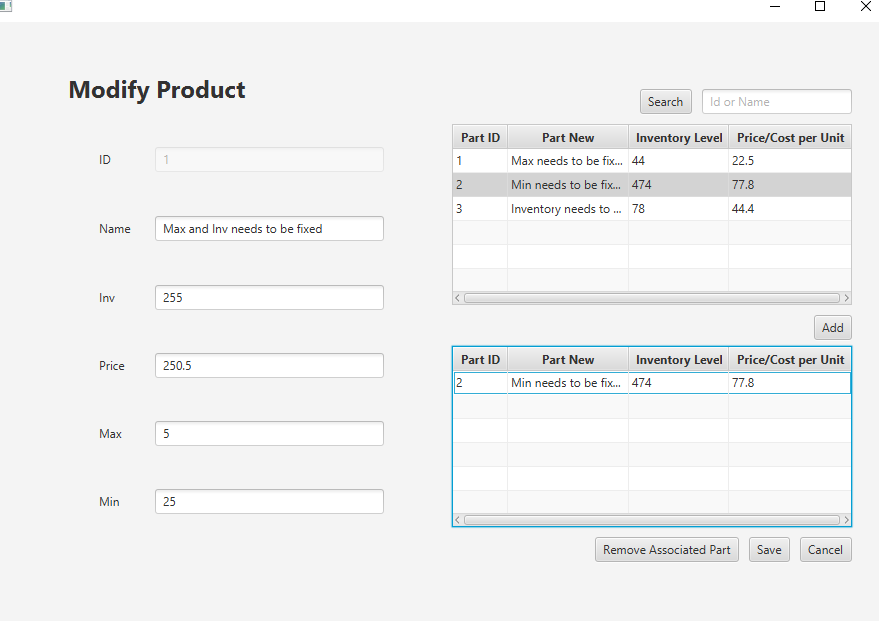 Modify Product
ID 1
Name Max and Inv needs to be fixed
Inv 255
Price 250.5
Max 5
Min 25
Search Id or Name
Part ID Part New Inventory Level Price/Cost per Unit
1 Max needs to be fix... 44 22.5
2 Min needs to be fix... 474 77.8
3 Inventory needs to ... 78 44.4
Add
Part ID Part New Inventory Level Price/Cost per Unit
2 Min needs to be fix... 474 77.8
Remove Associated Part Save Cancel